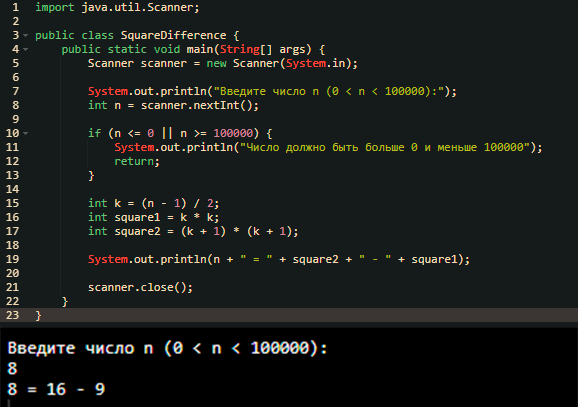 1 import java.util.Scanner;
2
3 public class SquareDifference {
4 public static void main(String[] args) {
5 Scanner scanner = new Scanner(System.in);
6
7 System.out.println("Введите число n (0 < n < 100000):");
8 int n = scanner.nextInt();
9
10 if (n <= 0 || n >= 100000) {
11 System.out.println("Число должно быть больше 0 и меньше 100000");
12 return;
13 }
14
15 int k = (n - 1) / 2;
16 int square1 = k * k;
17 int square2 = (k + 1) * (k + 1);
18
19 System.out.println(n + " = " + square2 + " - " + square1);
20
21 scanner.close();
22 }
23 }
Введите число n (0 < n < 100000):
8
8 = 16 - 9